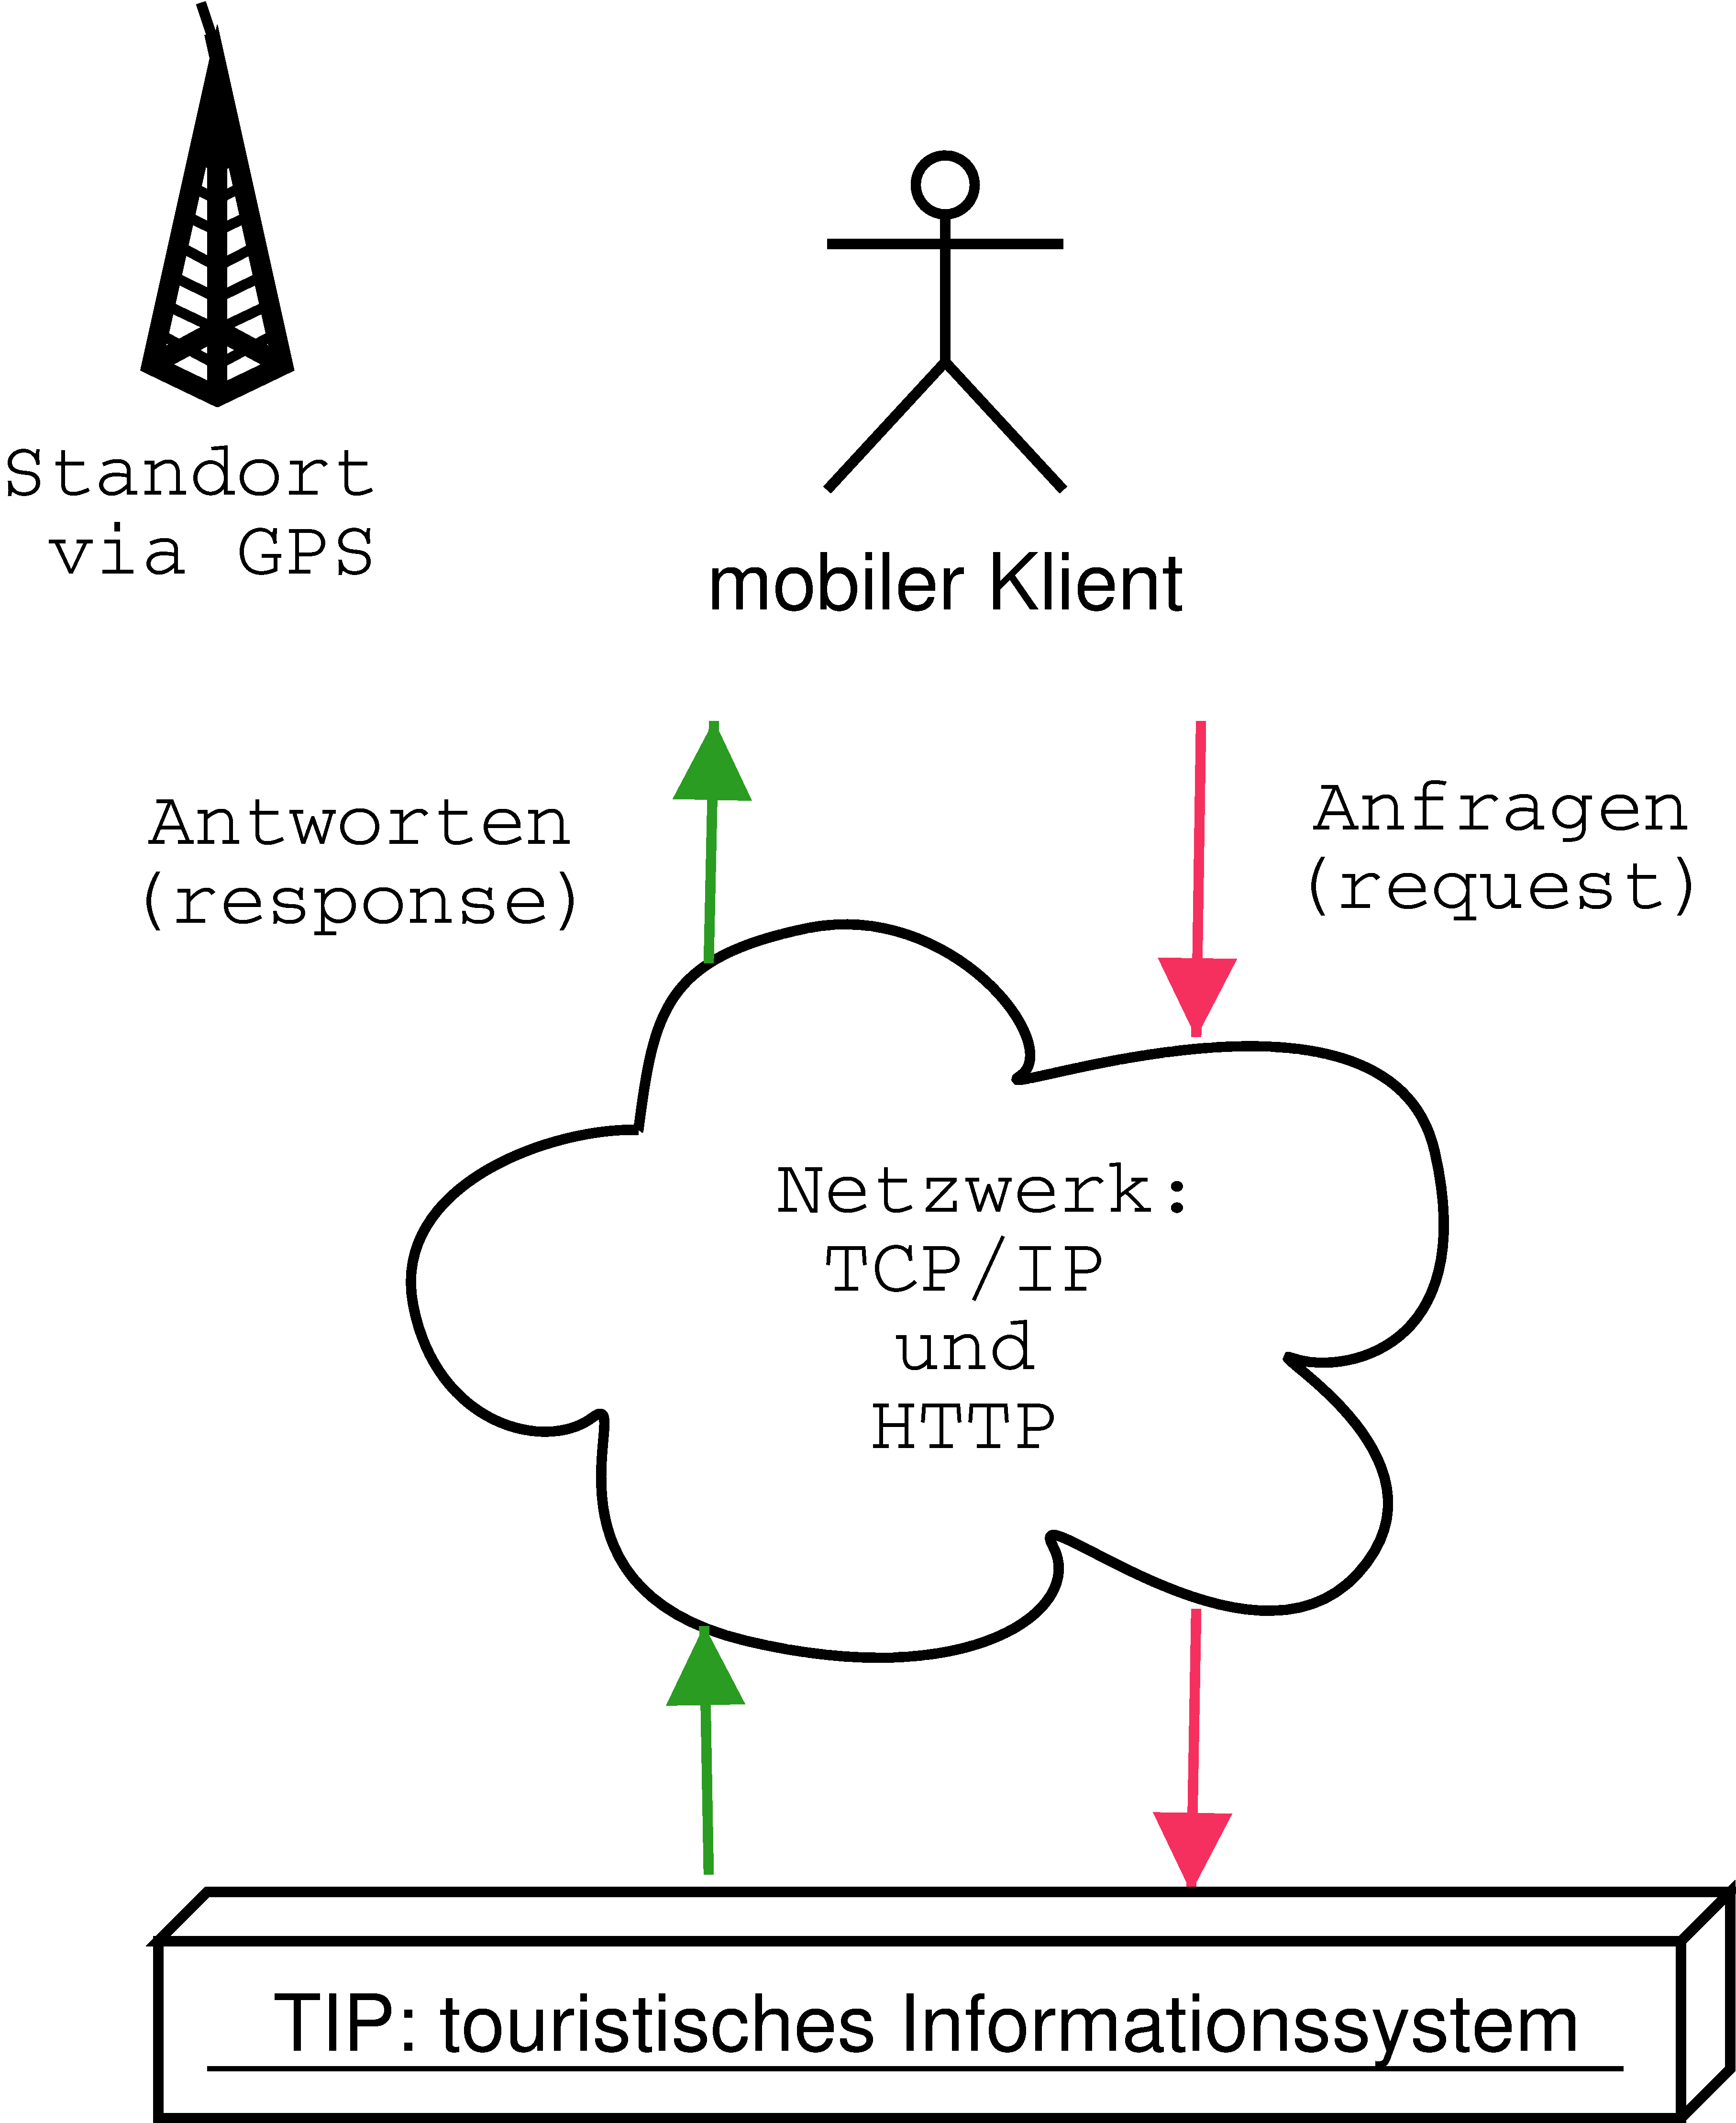 Standort
via GPS
mobiler Klient
Antworten
(response)
Anfragen
(request)
Netzwerk:
TCP/IP
und
HTTP
TIP: touristisches Informationssystem